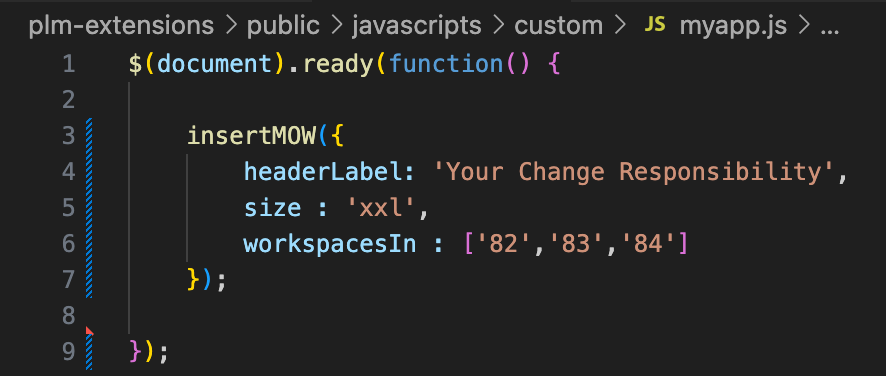 plm-extensions > public > javascripts > custom > JS myapp.js > ...
1 $(document).ready(function() {
2
3 insertMOW({
4 headerLabel: 'Your Change Responsibility',
5 size : 'xxl',
6 workspacesIn : ['82','83','84']
7 });
8
9 });